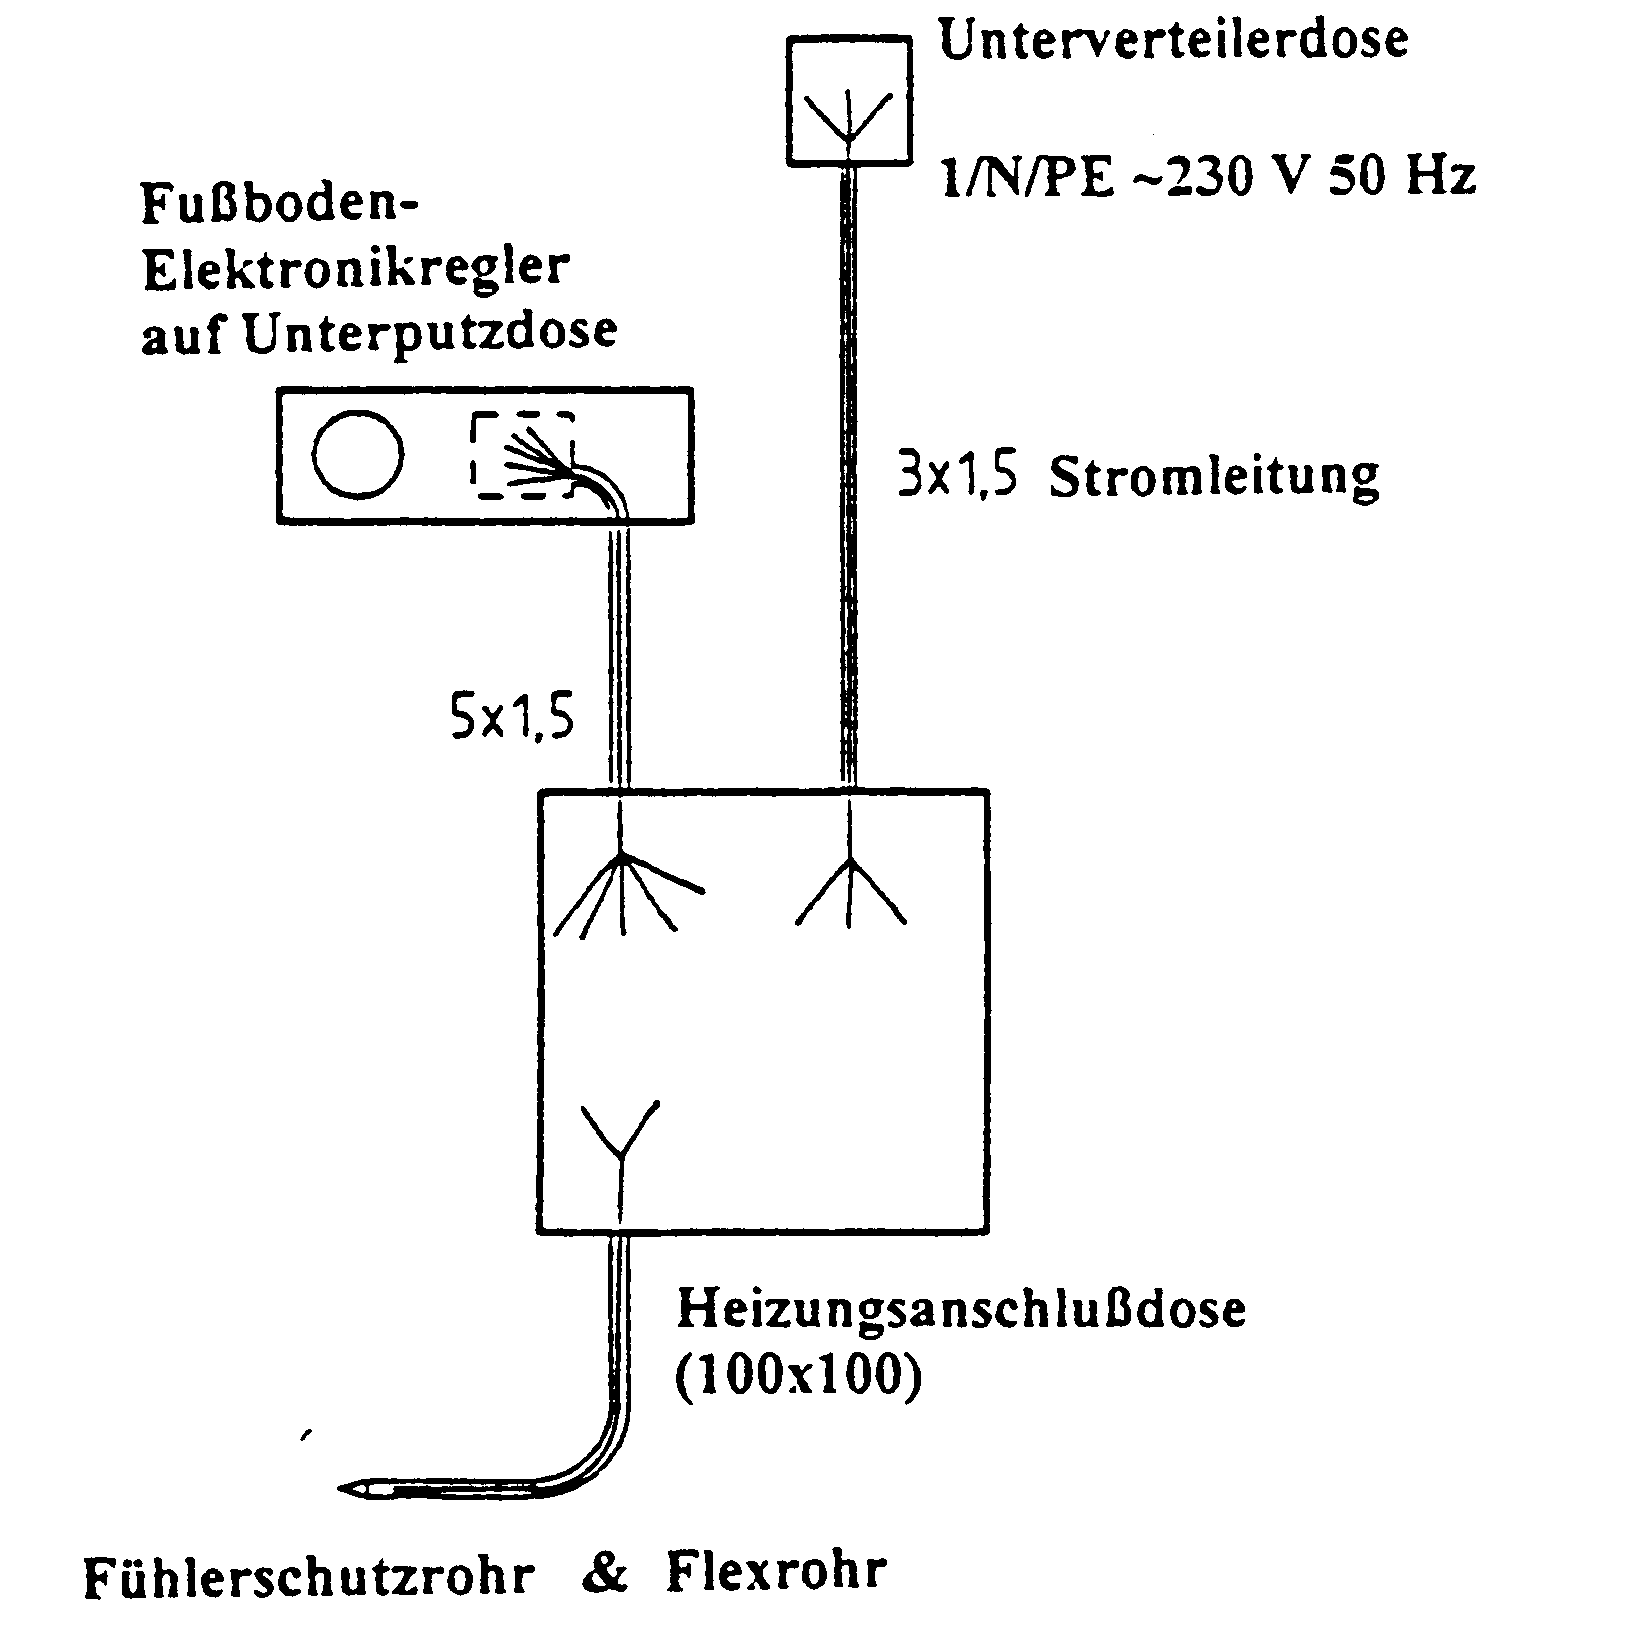 Unterverteilerdose
1/N/PE ~230 V 50 Hz
Fußboden-
Elektronikregler
auf Unterputzdose
3x1,5 Stromleitung
5x1,5
Heizungsanschlußdose
(100x100)
Fühlerschutzrohr & Flexrohr